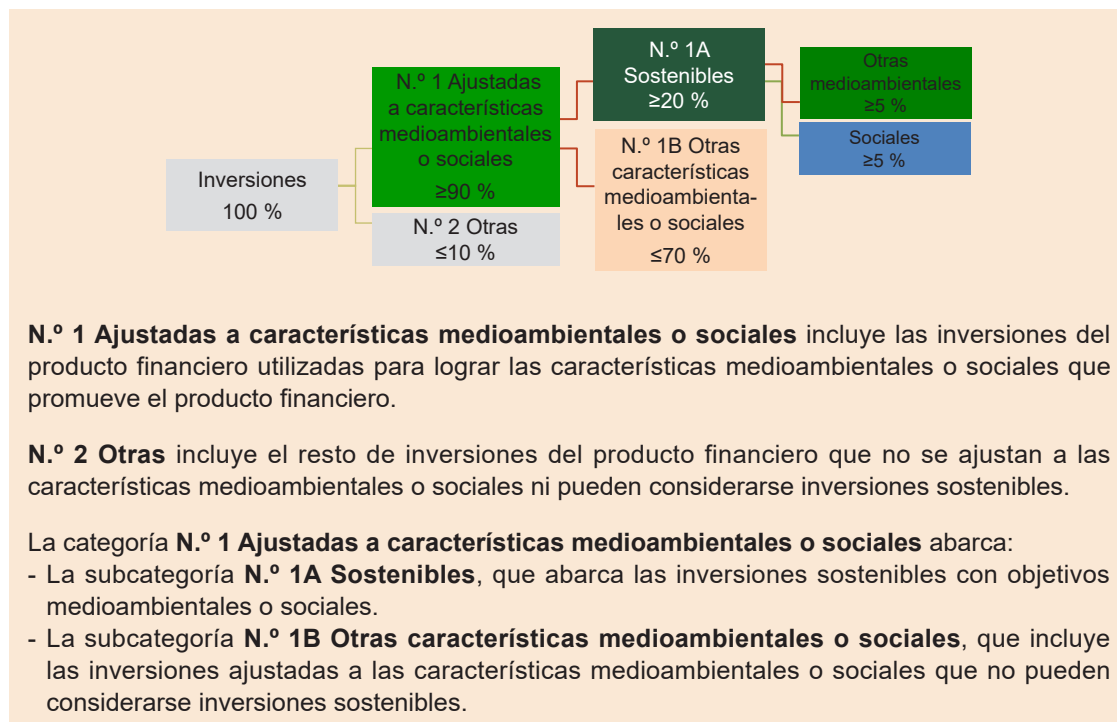 Inversiones
100 %
N.º 1 Ajustadas
a características
medioambientales
o sociales
≥90 %
N.º 2 Otras
≤10 %
N.º 1A
Sostenibles
≥20 %
N.º 1B Otras
características
medioambienta-
les o sociales
≤70 %
Otras
medioambientales
≥5 %
Sociales
≥5 %
N.º 1 Ajustadas a características medioambientales o sociales incluye las inversiones del
producto financiero utilizadas para lograr las características medioambientales o sociales que
promueve el producto financiero.
N.º 2 Otras incluye el resto de inversiones del producto financiero que no se ajustan a las
características medioambientales o sociales ni pueden considerarse inversiones sostenibles.
La categoría N.º 1 Ajustadas a características medioambientales o sociales abarca:
- La subcategoría N.º 1A Sostenibles, que abarca las inversiones sostenibles con objetivos
medioambientales o sociales.
- La subcategoría N.º 1B Otras características medioambientales o sociales, que incluye
las inversiones ajustadas a las características medioambientales o sociales que no pueden
considerarse inversiones sostenibles.